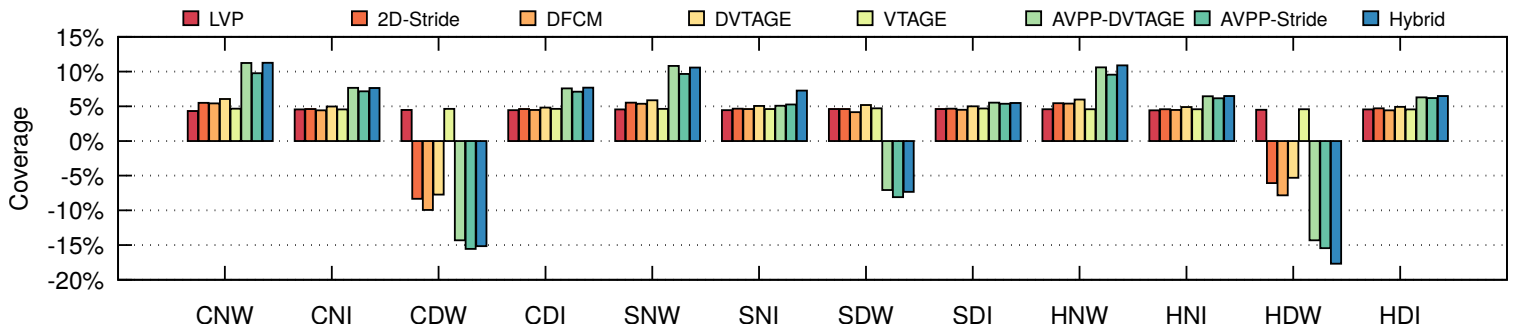 LVP 2D-Stride DFCM DVTAGE VTAGE AVPP-DVTAGE AVPP-Stride Hybrid
15%
10%
5%
0%
-5%
-10%
-15%
-20%
Coverage
CNW CNI CDW CDI SNW SNI SDW SDI HNW HNI HDW HDI